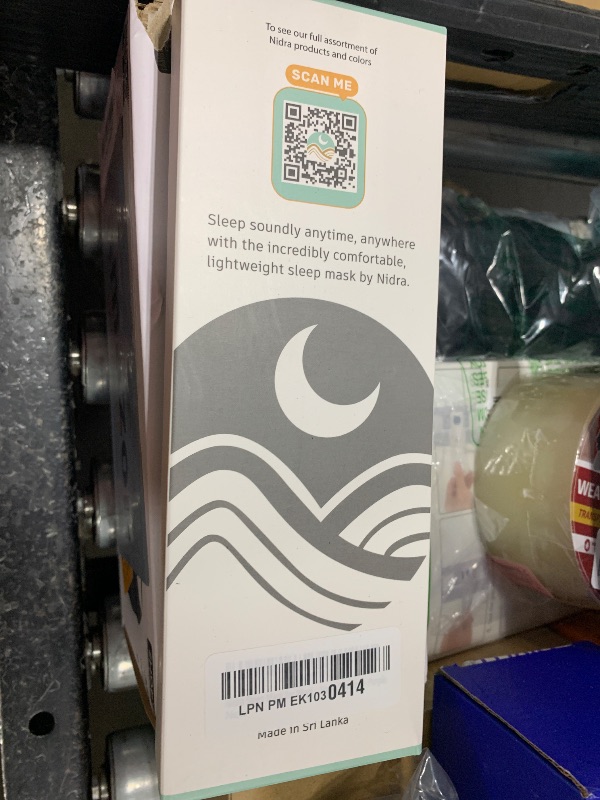 To see our full assortment of
Nidra products and colors
SCAN ME
Sleep soundly anytime, anywhere
with the incredibly comfortable,
lightweight sleep mask by Nidra.
LPN PM EK1030414
Made in Sri Lanka
WEA